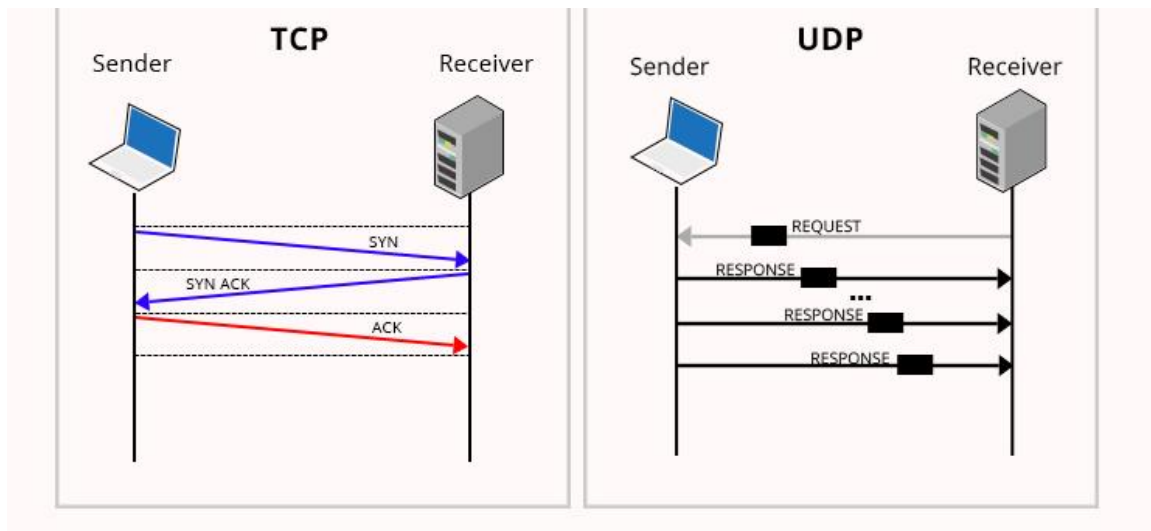 TCP
Sender
Receiver
SYN
SYN ACK
ACK
UDP
Sender
Receiver
REQUEST
RESPONSE
...
RESPONSE
RESPONSE